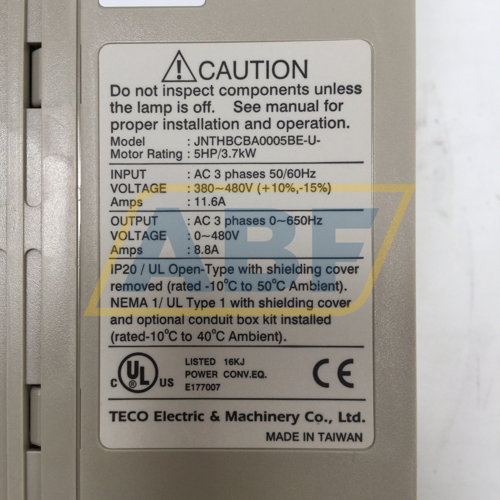 CAUTION
Do not inspect components unless
the lamp is off. See manual for
proper installation and operation.
Model : JNTHBCBA0005BE-U-
Motor Rating : 5HP/3.7kW
INPUT : AC 3 phases 50/60Hz
VOLTAGE : 380~480V (+10%,-15%)
Amps : 11.6A
OUTPUT : AC 3 phases 0~650Hz
VOLTAGE : 0~480V
Amps : 8.8A
ABF
IP20 / UL Open-Type with shielding cover
removed (rated -10°C to 50°C Ambient).
NEMA 1/ UL Type 1 with shielding cover
and optional conduit box kit installed
(rated-10°C to 40°C Ambient).
C UL US
LISTED 16KJ
POWER CONV.EQ.
E177007
CE
TECO Electric & Machinery Co., Ltd.
MADE IN TAIWAN